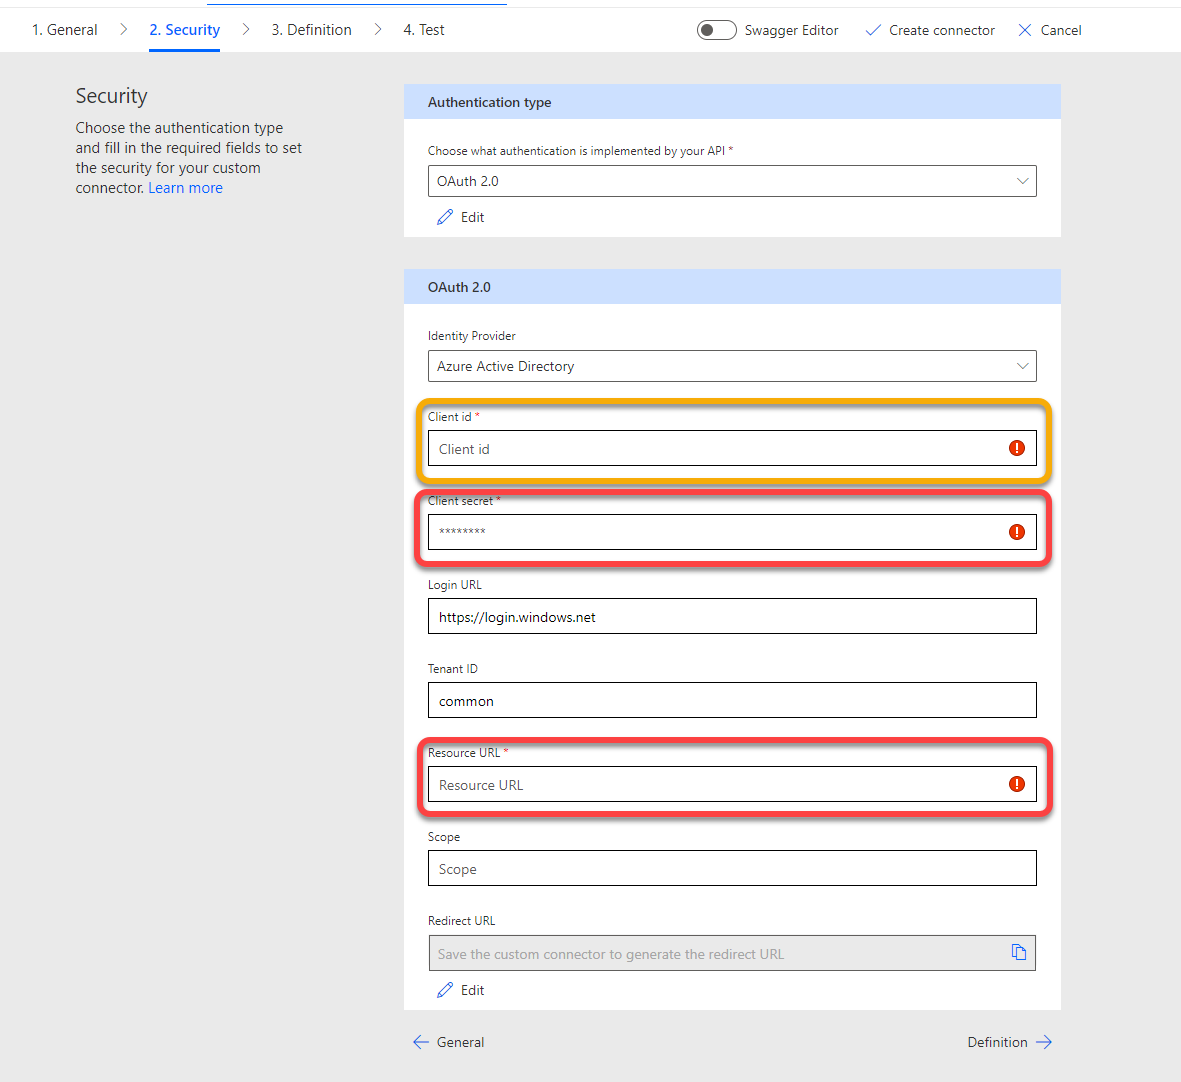 1. General
2. Security
3. Definition
4. Test
Swagger Editor
Create connector
Cancel
Security
Choose the authentication type
and fill in the required fields to set
the security for your custom
connector. Learn more
Authentication type
Choose what authentication is implemented by your API *
OAuth 2.0
Edit
OAuth 2.0
Identity Provider
Azure Active Directory
Client id *
Client id
Client secret *
********
Login URL
https://login.windows.net
Tenant ID
common
Resource URL *
Resource URL
Scope
Scope
Redirect URL
Save the custom connector to generate the redirect URL
Edit
General
Definition